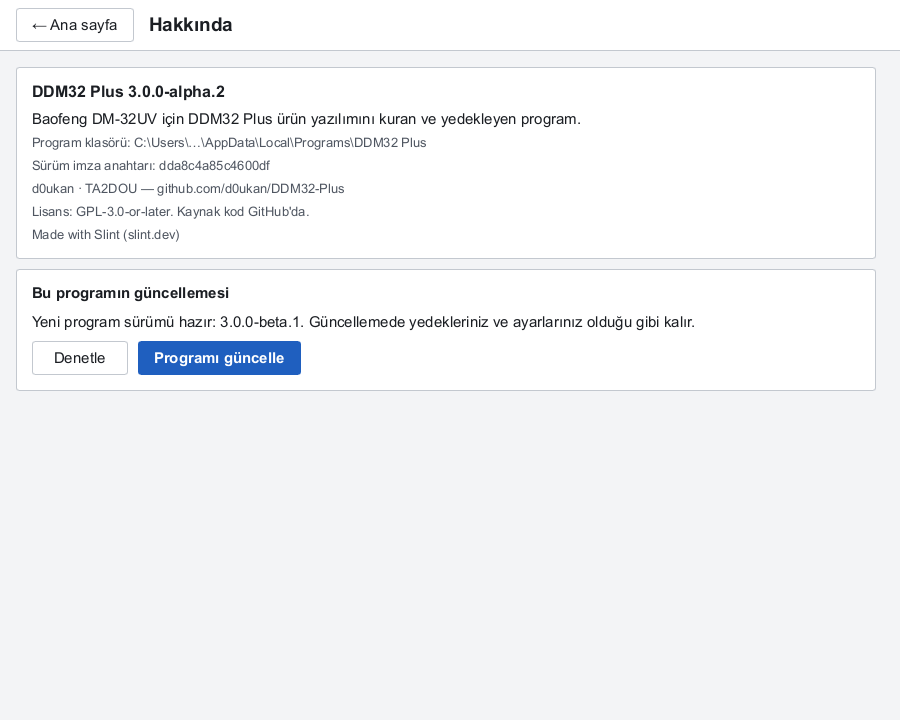 ← Ana sayfa
Hakkında
DDM32 Plus 3.0.0-alpha.2
Baofeng DM-32UV için DDM32 Plus ürün yazılımını kuran ve yedekleyen program.
Program klasörü: C:\Users\...\AppData\Local\Programs\DDM32 Plus
Sürüm imza anahtarı: dda8c4a85c4600df
d0ukan · TA2DOU — github.com/d0ukan/DDM32-Plus
Lisans: GPL-3.0-or-later. Kaynak kod GitHub'da.
Made with Slint (slint.dev)
Bu programın güncellemesi
Yeni program sürümü hazır: 3.0.0-beta.1. Güncellemede yedekleriniz ve ayarlarınız olduğu gibi kalır.
Denetle
Programı güncelle